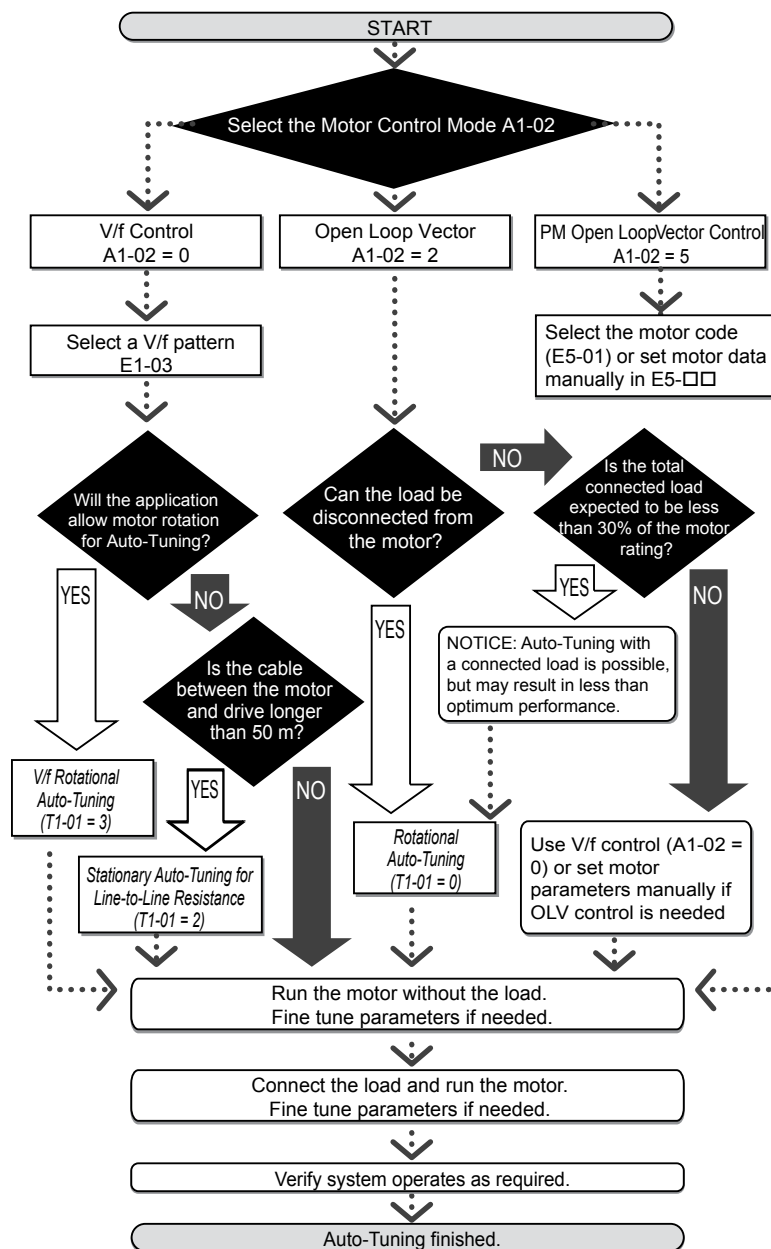 START
Select the Motor Control Mode A1-02
V/f Control
A1-02 = 0
Open Loop Vector
A1-02 = 2
PM Open LoopVector Control
A1-02 = 5
Select a V/f pattern
E1-03
Select the motor code
(E5-01) or set motor data
manually in E5-□□
Will the application
allow motor rotation
for Auto-Tuning?
Can the load be
disconnected from
the motor?
NO
Is the total
connected load
expected to be less
than 30% of the motor
rating?
YES
NO
YES
YES
NO
Is the cable
between the motor
and drive longer
than 50 m?
NOTICE: Auto-Tuning with
a connected load is possible,
but may result in less than
optimum performance.
V/f Rotational
Auto-Tuning
(T1-01 = 3)
YES
NO
Stationary Auto-Tuning for
Line-to-Line Resistance
(T1-01 = 2)
Rotational
Auto-Tuning
(T1-01 = 0)
Use V/f control (A1-02 =
0) or set motor
parameters manually if
OLV control is needed
Run the motor without the load.
Fine tune parameters if needed.
Connect the load and run the motor.
Fine tune parameters if needed.
Verify system operates as required.
Auto-Tuning finished.